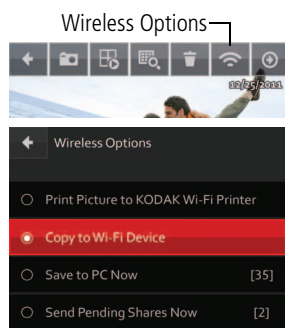 Wireless Options
12/25/2011
Wireless Options
Print Picture to KODAK Wi-Fi Printer
Copy to Wi-Fi Device
Save to PC Now [35]
Send Pending Shares Now [2]